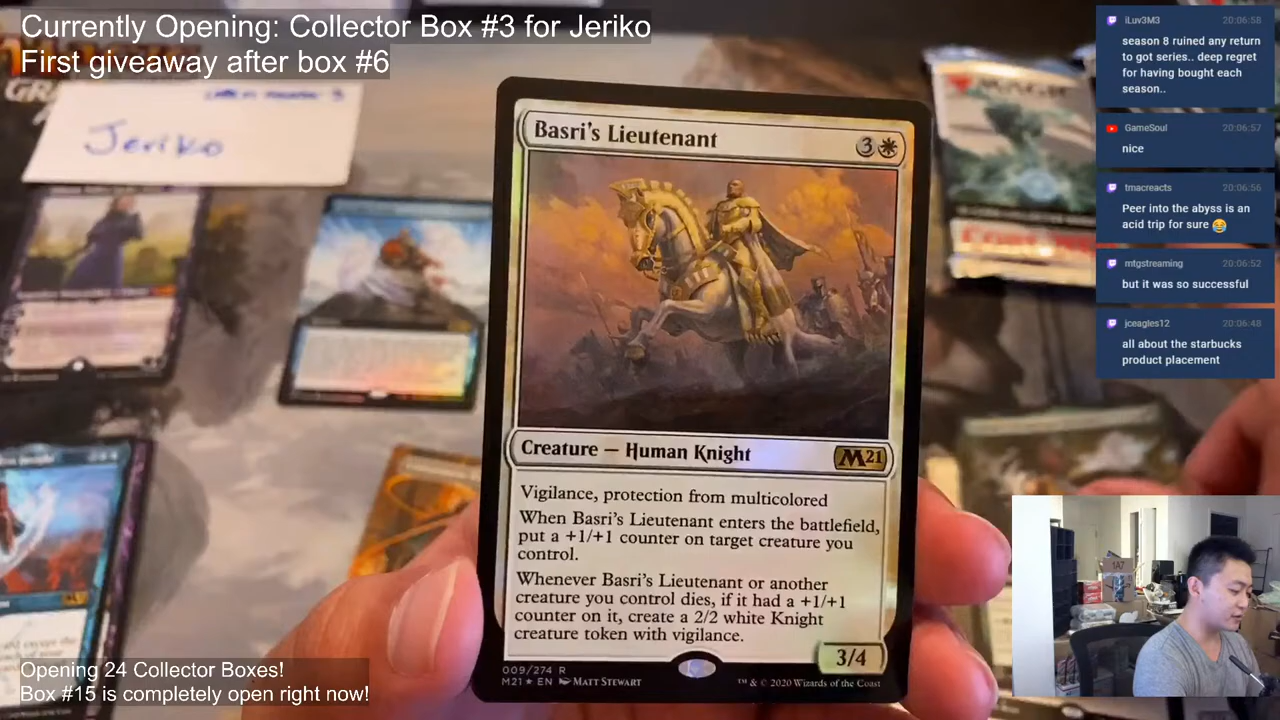 Currently Opening: Collector Box #3 for Jeriko
First giveaway after box #6
Jeriko
Basri's Lieutenant
3
Creature — Human Knight
M21
Vigilance, protection from multicolored
When Basri's Lieutenant enters the battlefield,
put a +1/+1 counter on target creature you
control.
Whenever Basri's Lieutenant or another
creature you control dies, if it had a +1/+1
counter on it, create a 2/2 white Knight
creature token with vigilance.
3/4
009/274 R
M21 ★ EN Matt Stewart
™ & © 2020 Wizards of the Coast
iLuv3M3 20:06:58
season 8 ruined any return
to got series.. deep regret
for having bought each
season..
GameSoul 20:06:57
nice
tmacreacts 20:06:56
Peer into the abyss is an
acid trip for sure 😂
mtgstreaming 20:06:52
but it was so successful
jceagles12 20:06:48
all about the starbucks
product placement
Opening 24 Collector Boxes!
Box #15 is completely open right now!